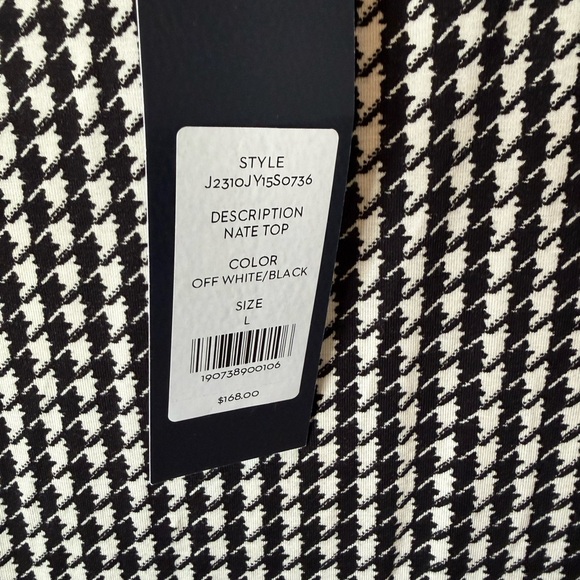 STYLE
J2310JY15S0736
DESCRIPTION
NATE TOP
COLOR
OFF WHITE/BLACK
SIZE
L
190738900106
$168.00